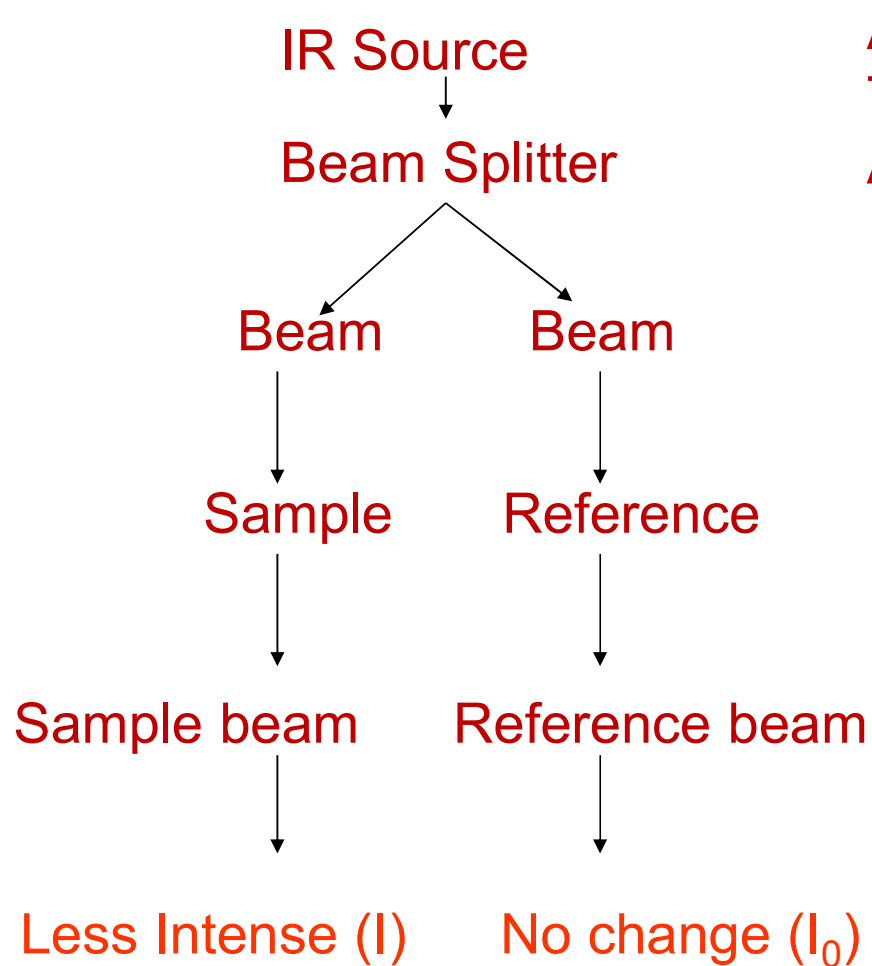 IR Source
Beam Splitter
Beam Beam
Sample Reference
Sample beam Reference beam
Less Intense (I) No change (I₀)